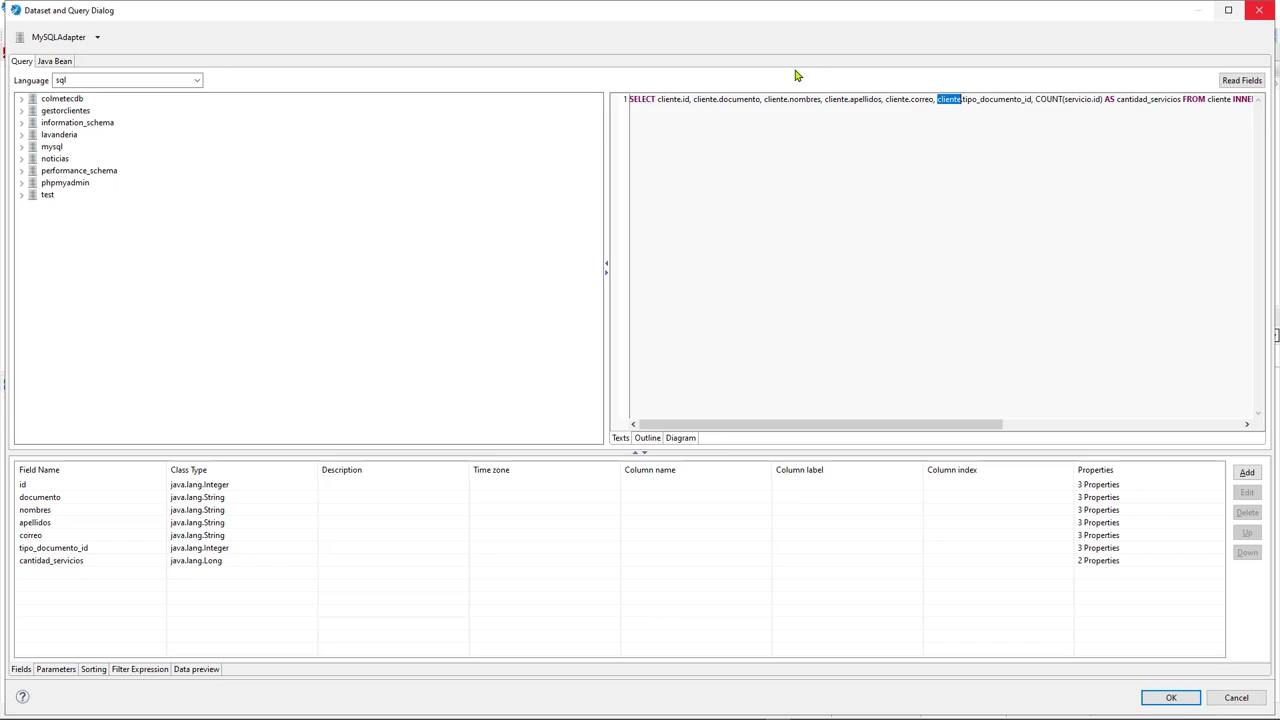 Dataset and Query Dialog
MySQLAdapter
Query Java Bean
Language sql Read Fields
colmetecdb
gestorclientes
information_schema
lavanderia
mysql
noticias
performance_schema
phpmyadmin
test
1 SELECT cliente.id, cliente.documento, cliente.nombres, cliente.apellidos, cliente.correo, cliente.tipo_documento_id, COUNT(servicio.id) AS cantidad_servicios FROM cliente INNE
Texts Outline Diagram
Field Name Class Type Description Time zone Column name Column label Column index Properties
id java.lang.Integer 3 Properties
documento java.lang.String 3 Properties
nombres java.lang.String 3 Properties
apellidos java.lang.String 3 Properties
correo java.lang.String 3 Properties
tipo_documento_id java.lang.Integer 3 Properties
cantidad_servicios java.lang.Long 2 Properties
Add
Edit
Delete
Up
Down
Fields Parameters Sorting Filter Expression Data preview
OK Cancel